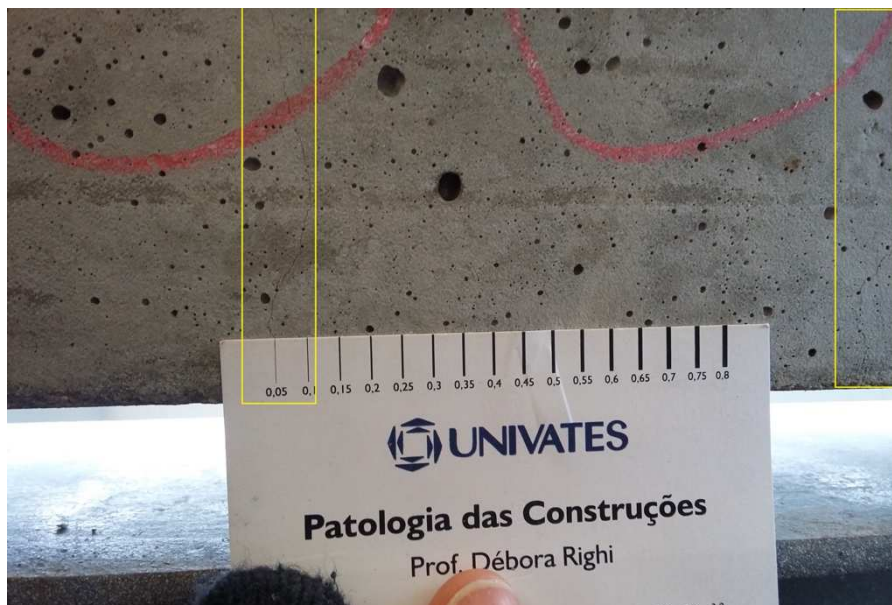 0,05 0,1 0,15 0,2 0,25 0,3 0,35 0,4 0,45 0,5 0,55 0,6 0,65 0,7 0,75 0,8
UNIVATES
Patologia das Construções
Prof. Débora Righi